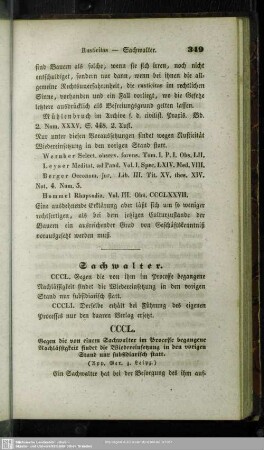 Rusticitas — Sachwalter. 349
sind Bauern als solche, wenn sie sich irren, noch nicht
entschuldiget, sondern nur dann, wenn bei ihnen die all-
gemeine Rechtsunerfahrenheit, die rusticitas im rechtlichen
Sinne, vorhanden und ein Fall vorliegt, wo die Gesetze
letztere ausdrücklich als Befreiungsgrund gelten lassen.
Mühlenbruch im Archive f. d. civilist. Praxis. Bd.
2. Num. XXXV. S. 448. 2. Aufl.
Nur unter diesen Voraussetzungen findet wegen Rusticität
Wiedereinsetzung in den vorigen Stand statt.
Wernher Select. observ. forens. Tom. I. P. I. Obs. LII.
Leyser Meditat. ad Pand. Vol. I. Spec. LXIV. Med. VIII.
Berger Oeconom. jur. Lib. III. Tit. XV. thes. XIV.
Not. 4. Num. 5.
Hommel Rhapsodia. Vol. III. Obs. CCCLXXVII.
Eine ausdehnende Erklärung aber läßt sich um so weniger
rechtfertigen, als bei dem jetzigen Culturzustande der
Bauern ein ausreichender Grad von Geschäftskenntniß
vorausgesetzt werden muß.
Sachwalter.
CCCL. Gegen die von ihm im Processe begangene
Nachläßigkeit findet die Wiedereinsetzung in den vorigen
Stand nur subsidiarisch statt.
CCCLI. Derselbe erhält bei Führung des eigenen
Processes nur den baaren Verlag ersetzt.
CCCL.
Gegen die von einem Sachwalter im Processe begangene
Nachläßigkeit findet die Wiedereinsetzung in den vorigen
Stand nur subsidiarisch statt.
(App. Ger. z. Leipz.)
Ein Sachwalter hat bei der Besorgung des ihm auf-